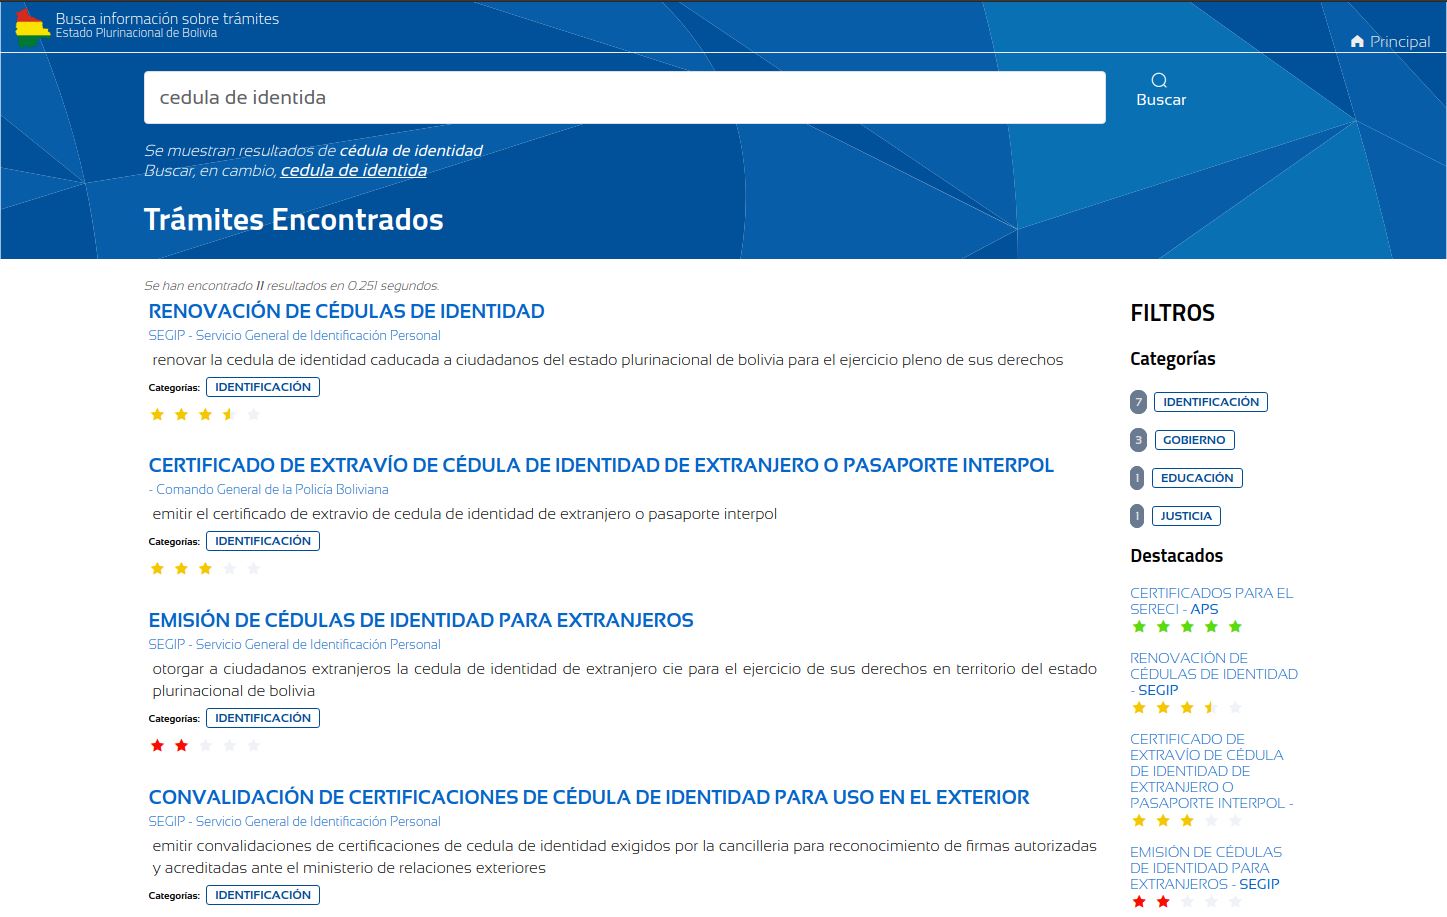 Busca información sobre trámites
Estado Plurinacional de Bolivia
Principal
cedula de identida
Buscar
Se muestran resultados de cédula de identidad
Buscar, en cambio, cedula de identida
Trámites Encontrados
Se han encontrado 11 resultados en 0.251 segundos.
RENOVACIÓN DE CÉDULAS DE IDENTIDAD
SEGIP - Servicio General de Identificación Personal
renovar la cedula de identidad caducada a ciudadanos del estado plurinacional de bolivia para el ejercicio pleno de sus derechos
Categorías: IDENTIFICACIÓN
CERTIFICADO DE EXTRAVÍO DE CÉDULA DE IDENTIDAD DE EXTRANJERO O PASAPORTE INTERPOL
- Comando General de la Policía Boliviana
emitir el certificado de extravio de cedula de identidad de extranjero o pasaporte interpol
Categorías: IDENTIFICACIÓN
EMISIÓN DE CÉDULAS DE IDENTIDAD PARA EXTRANJEROS
SEGIP - Servicio General de Identificación Personal
otorgar a ciudadanos extranjeros la cedula de identidad de extranjero cie para el ejercicio de sus derechos en territorio del estado
plurinacional de bolivia
Categorías: IDENTIFICACIÓN
CONVALIDACIÓN DE CERTIFICACIONES DE CÉDULA DE IDENTIDAD PARA USO EN EL EXTERIOR
SEGIP - Servicio General de Identificación Personal
emitir convalidaciones de certificaciones de cedula de identidad exigidos por la cancilleria para reconocimiento de firmas autorizadas
y acreditadas ante el ministerio de relaciones exteriores
Categorías: IDENTIFICACIÓN
FILTROS
Categorías
7 IDENTIFICACIÓN
3 GOBIERNO
1 EDUCACIÓN
1 JUSTICIA
Destacados
CERTIFICADOS PARA EL
SERECI - APS
RENOVACIÓN DE
CÉDULAS DE IDENTIDAD
- SEGIP
CERTIFICADO DE
EXTRAVÍO DE CÉDULA
DE IDENTIDAD DE
EXTRANJERO O
PASAPORTE INTERPOL -
EMISIÓN DE CÉDULAS
DE IDENTIDAD PARA
EXTRANJEROS - SEGIP